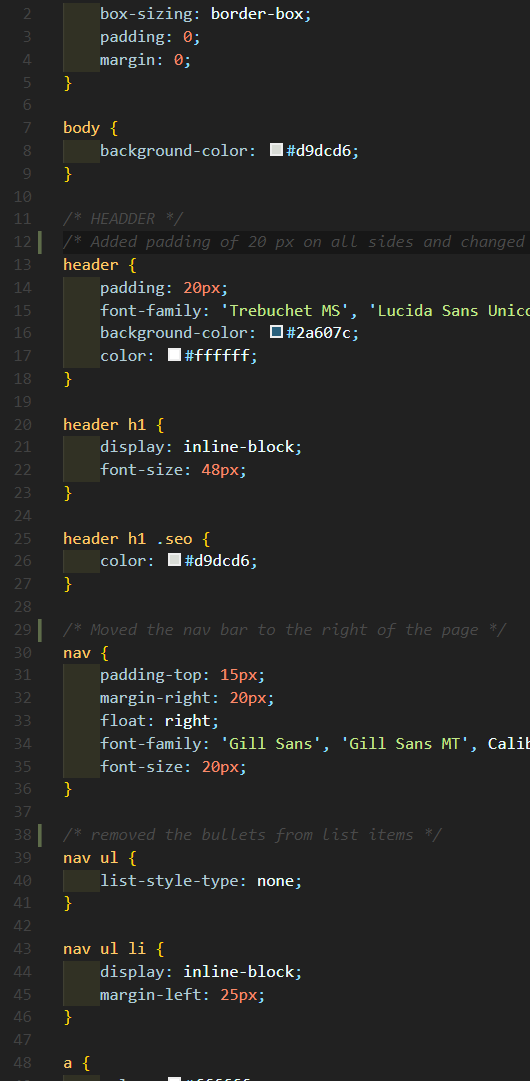 2 box-sizing: border-box;
3 padding: 0;
4 margin: 0;
5 }
6
7 body {
8 background-color: #d9dcd6;
9 }
10
11 /* HEADDER */
12 /* Added padding of 20 px on all sides and changed
13 header {
14 padding: 20px;
15 font-family: 'Trebuchet MS', 'Lucida Sans Unico
16 background-color: #2a607c;
17 color: #ffffff;
18 }
19
20 header h1 {
21 display: inline-block;
22 font-size: 48px;
23 }
24
25 header h1 .seo {
26 color: #d9dcd6;
27 }
28
29 /* Moved the nav bar to the right of the page */
30 nav {
31 padding-top: 15px;
32 margin-right: 20px;
33 float: right;
34 font-family: 'Gill Sans', 'Gill Sans MT', Calib
35 font-size: 20px;
36 }
37
38 /* removed the bullets from list items */
39 nav ul {
40 list-style-type: none;
41 }
42
43 nav ul li {
44 display: inline-block;
45 margin-left: 25px;
46 }
47
48 a {